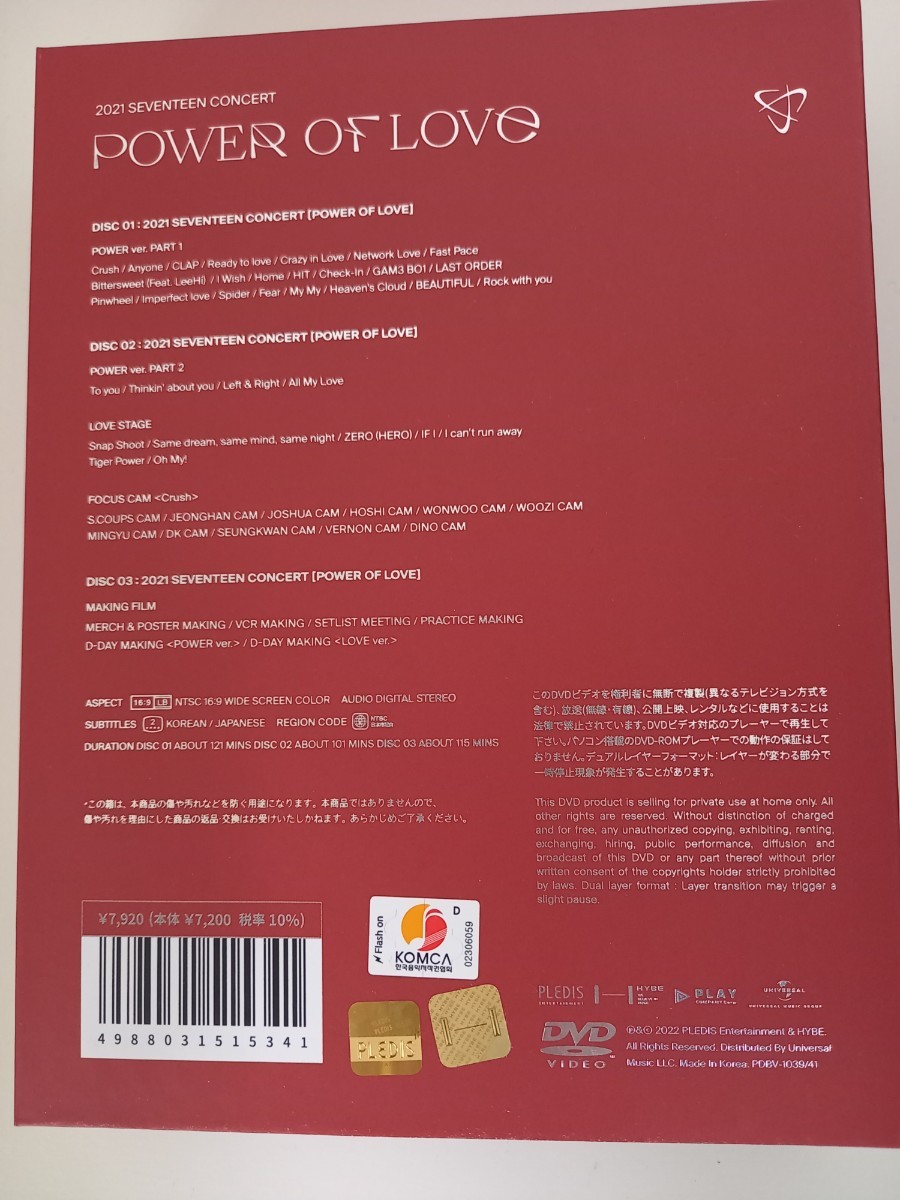 2021 SEVENTEEN CONCERT
POWER OF LOVE
DISC 01 : 2021 SEVENTEEN CONCERT [POWER OF LOVE]
POWER ver. PART 1
Crush / Anyone / CLAP / Ready to love / Crazy in Love / Network Love / Fast Pace
Bittersweet (Feat. LeeHi) / I Wish / Home / HIT / Check-In / GAM3 BO1 / LAST ORDER
Pinwheel / Imperfect love / Spider / Fear / My My / Heaven's Cloud / BEAUTIFUL / Rock with you
DISC 02 : 2021 SEVENTEEN CONCERT [POWER OF LOVE]
POWER ver. PART 2
To you / Thinkin' about you / Left & Right / All My Love
LOVE STAGE
Snap Shoot / Same dream, same mind, same night / ZERO (HERO) / IF I / I can't run away
Tiger Power / Oh My!
FOCUS CAM <Crush>
S.COUPS CAM / JEONGHAN CAM / JOSHUA CAM / HOSHI CAM / WONWOO CAM / WOOZI CAM
MINGYU CAM / DK CAM / SEUNGKWAN CAM / VERNON CAM / DINO CAM
DISC 03 : 2021 SEVENTEEN CONCERT [POWER OF LOVE]
MAKING FILM
MERCH & POSTER MAKING / VCR MAKING / SETLIST MEETING / PRACTICE MAKING
D-DAY MAKING <POWER ver.> / D-DAY MAKING <LOVE ver.>
ASPECT 16:9 LB NTSC 16:9 WIDE SCREEN COLOR AUDIO DIGITAL STEREO
SUBTITLES 2 KOREAN / JAPANESE REGION CODE
DURATION DISC 01 ABOUT 121 MINS DISC 02 ABOUT 101 MINS DISC 03 ABOUT 115 MINS
このDVDビデオを権利者に無断で複製(異なるテレビジョン方式を
含む)、放送(無線・有線)、公開上映、レンタルなどに使用することは
法律で禁止されています。DVDビデオ対応のプレーヤーで再生して
下さい。パソコン搭載のDVD-ROMプレーヤーでの動作の保証はして
おりません。デュアルレイヤーフォーマット:レイヤーが変わる部分で
一時停止現象が発生することがあります。
*この箱は、本商品の傷や汚れなどを防ぐ用途になります。本商品ではありませんので、
傷や汚れを理由にした商品の返品・交換はお受けいたしかねます。あらかじめご了承ください。
This DVD product is selling for private use at home only. All
other rights are reserved. Without distinction of charged
and for free, any unauthorized copying, exhibiting, renting,
exchanging, hiring, public performance, diffusion and
broadcast of this DVD or any part thereof without prior
written consent of the copyrights holder strictly prohibited
by laws. Dual layer format : Layer transition may trigger a
slight pause.
¥7,920 (本体 ¥7,200 税率 10%)
4988031515341
Flash on
D
02306059
KOMCA
한국음악저작권협회
PLEDIS
PLEDIS
PLEDIS
ENTERTAINMENT
HYBE
PLAY
UNIVERSAL
UNIVERSAL MUSIC GROUP
DVD
VIDEO
℗&© 2022 PLEDIS Entertainment & HYBE.
All Rights Reserved. Distributed By Universal
Music LLC. Made In Korea. PDBV-1039/41